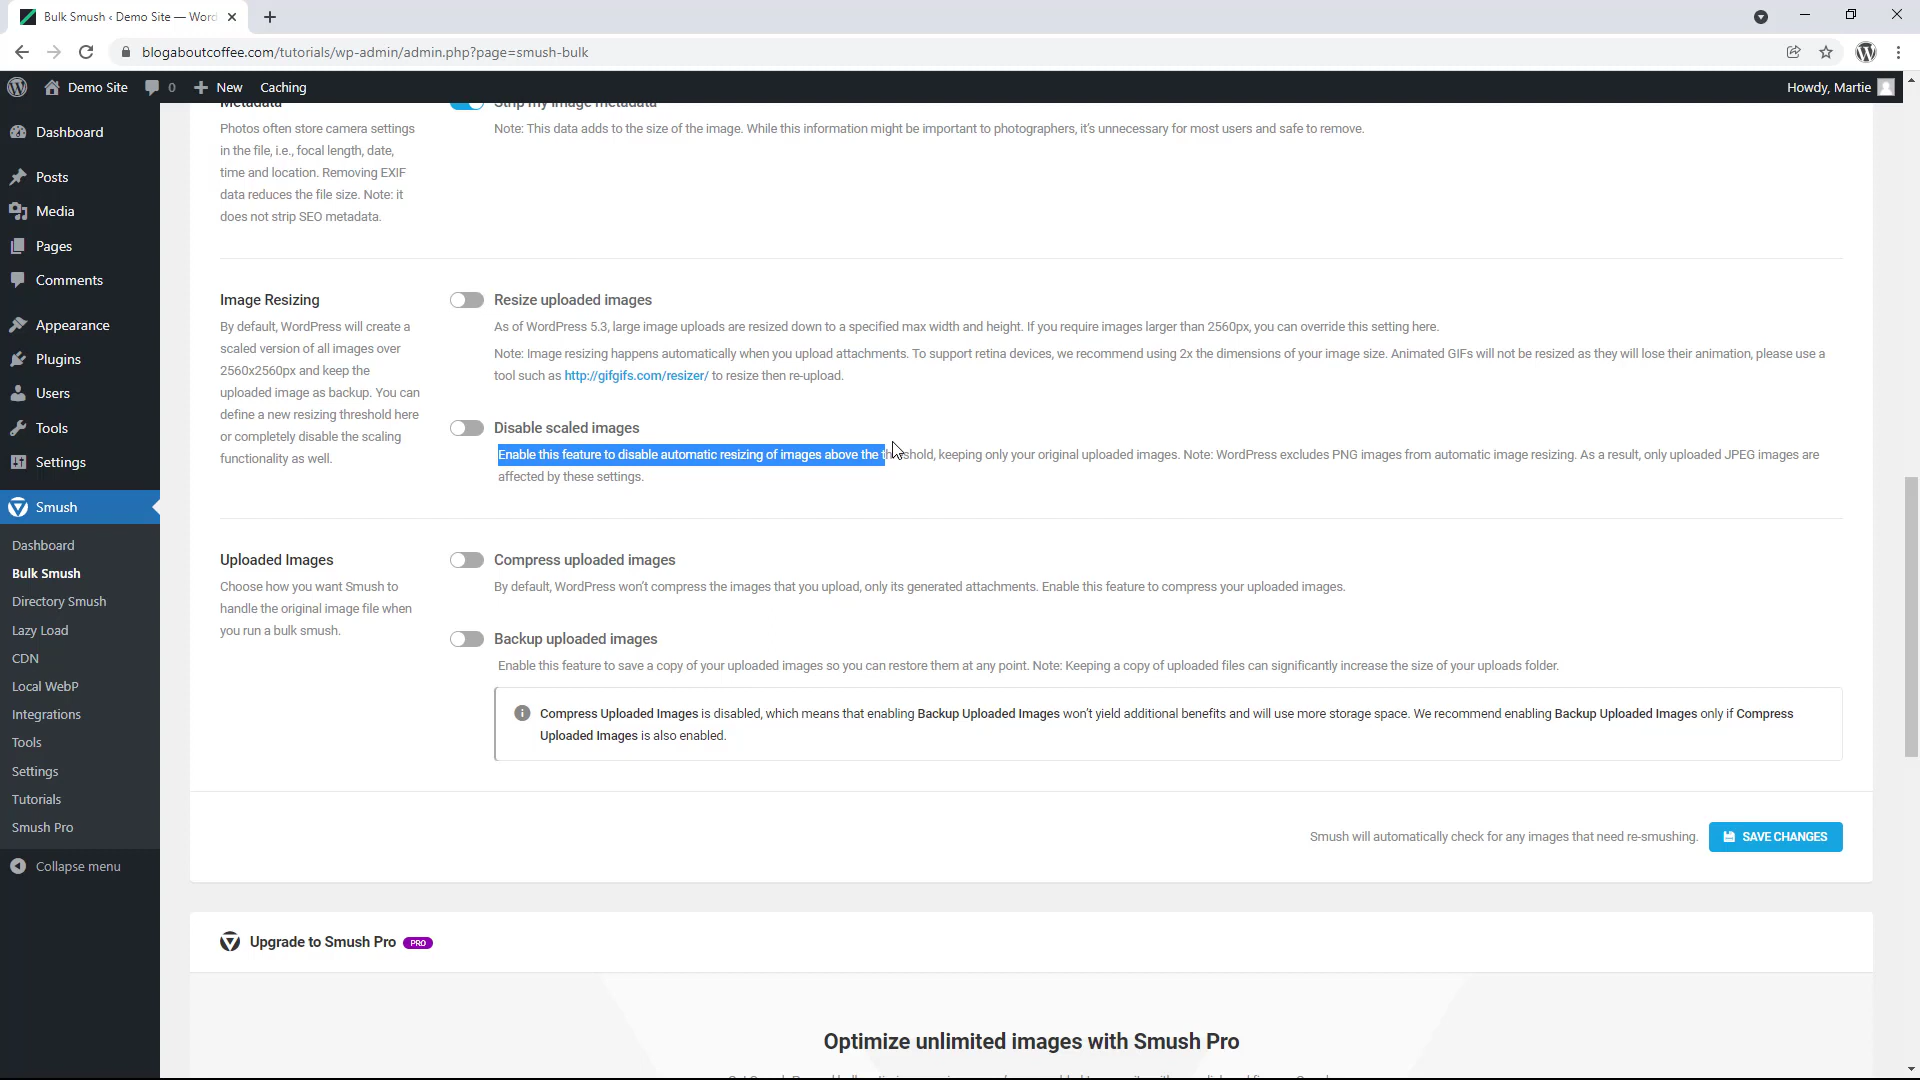 Bulk Smush ‹ Demo Site — Word
blogaboutcoffee.com/tutorials/wp-admin/admin.php?page=smush-bulk
Demo Site
0
New
Caching
Howdy, Martie
Dashboard
Posts
Media
Pages
Comments
Appearance
Plugins
Users
Tools
Settings
Smush
Dashboard
Bulk Smush
Directory Smush
Lazy Load
CDN
Local WebP
Integrations
Tools
Settings
Tutorials
Smush Pro
Collapse menu
Metadata
Photos often store camera settings
in the file, i.e., focal length, date,
time and location. Removing EXIF
data reduces the file size. Note: it
does not strip SEO metadata.
Strip my image metadata
Note: This data adds to the size of the image. While this information might be important to photographers, it's unnecessary for most users and safe to remove.
Image Resizing
By default, WordPress will create a
scaled version of all images over
2560x2560px and keep the
uploaded image as backup. You can
define a new resizing threshold here
or completely disable the scaling
functionality as well.
Resize uploaded images
As of WordPress 5.3, large image uploads are resized down to a specified max width and height. If you require images larger than 2560px, you can override this setting here.
Note: Image resizing happens automatically when you upload attachments. To support retina devices, we recommend using 2x the dimensions of your image size. Animated GIFs will not be resized as they will lose their animation, please use a
tool such as http://gifgifs.com/resizer/ to resize then re-upload.
Disable scaled images
Enable this feature to disable automatic resizing of images above the threshold, keeping only your original uploaded images. Note: WordPress excludes PNG images from automatic image resizing. As a result, only uploaded JPEG images are
affected by these settings.
Uploaded Images
Choose how you want Smush to
handle the original image file when
you run a bulk smush.
Compress uploaded images
By default, WordPress won't compress the images that you upload, only its generated attachments. Enable this feature to compress your uploaded images.
Backup uploaded images
Enable this feature to save a copy of your uploaded images so you can restore them at any point. Note: Keeping a copy of uploaded files can significantly increase the size of your uploads folder.
Compress Uploaded Images is disabled, which means that enabling Backup Uploaded Images won't yield additional benefits and will use more storage space. We recommend enabling Backup Uploaded Images only if Compress
Uploaded Images is also enabled.
Smush will automatically check for any images that need re-smushing.
SAVE CHANGES
Upgrade to Smush Pro
PRO
Optimize unlimited images with Smush Pro